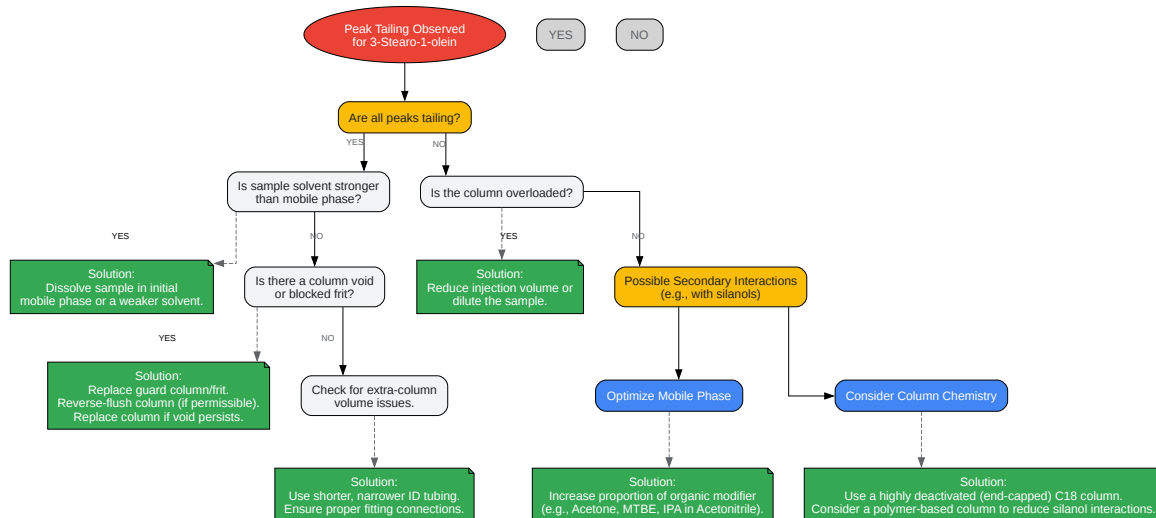 Peak Tailing Observed
for 3-Stearo-1-olein
YES
NO
Are all peaks tailing?
YES
NO
Is sample solvent stronger
than mobile phase?
Is the column overloaded?
YES
NO
YES
NO
Solution:
Dissolve sample in initial
mobile phase or a weaker solvent.
Is there a column void
or blocked frit?
Solution:
Reduce injection volume or
dilute the sample.
Possible Secondary Interactions
(e.g., with silanols)
YES
NO
Solution:
Replace guard column/frit.
Reverse-flush column (if permissible).
Replace column if void persists.
Check for extra-column
volume issues.
Optimize Mobile Phase
Consider Column Chemistry
Solution:
Use shorter, narrower ID tubing.
Ensure proper fitting connections.
Solution:
Increase proportion of organic modifier
(e.g., Acetone, MTBE, IPA in Acetonitrile).
Solution:
Use a highly deactivated (end-capped) C18 column.
Consider a polymer-based column to reduce silanol interactions.